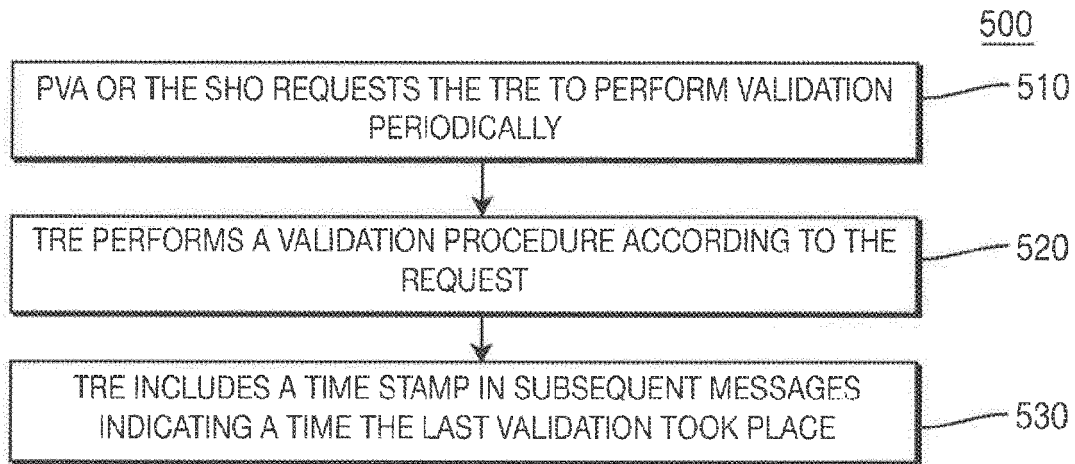 500
PVA OR THE SHO REQUESTS THE TRE TO PERFORM VALIDATION
PERIODICALLY
510
TRE PERFORMS A VALIDATION PROCEDURE ACCORDING TO THE
REQUEST
520
TRE INCLUDES A TIME STAMP IN SUBSEQUENT MESSAGES
INDICATING A TIME THE LAST VALIDATION TOOK PLACE
530